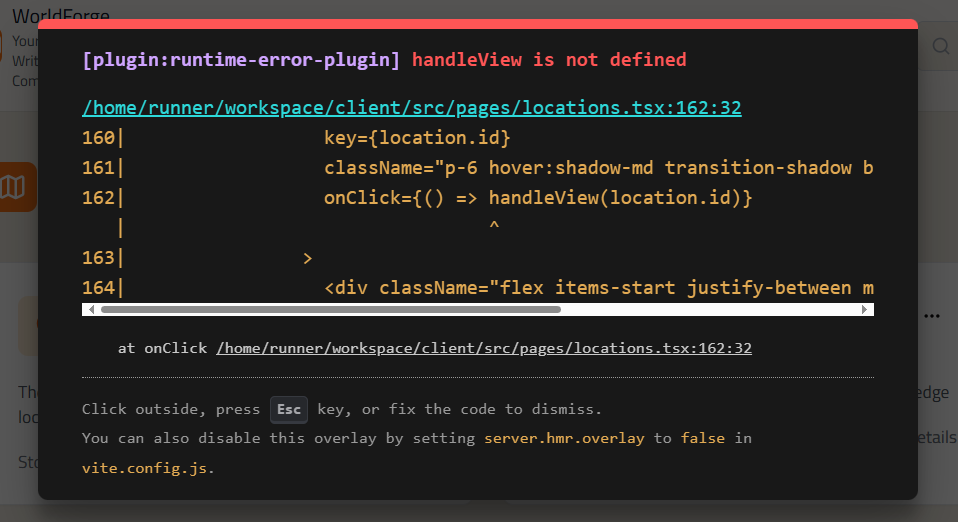 WorldForge
Your
Writ
Com
[plugin:runtime-error-plugin] handleView is not defined
/home/runner/workspace/client/src/pages/locations.tsx:162:32
160|                  key={location.id}
161|                  className="p-6 hover:shadow-md transition-shadow b
162|                  onClick={() => handleView(location.id)}
   |                                 ^
163|                >
164|                  <div className="flex items-start justify-between m
at onClick /home/runner/workspace/client/src/pages/locations.tsx:162:32
Click outside, press Esc key, or fix the code to dismiss.
You can also disable this overlay by setting server.hmr.overlay to false in
vite.config.js.
The
edge
loc
etails
Sto